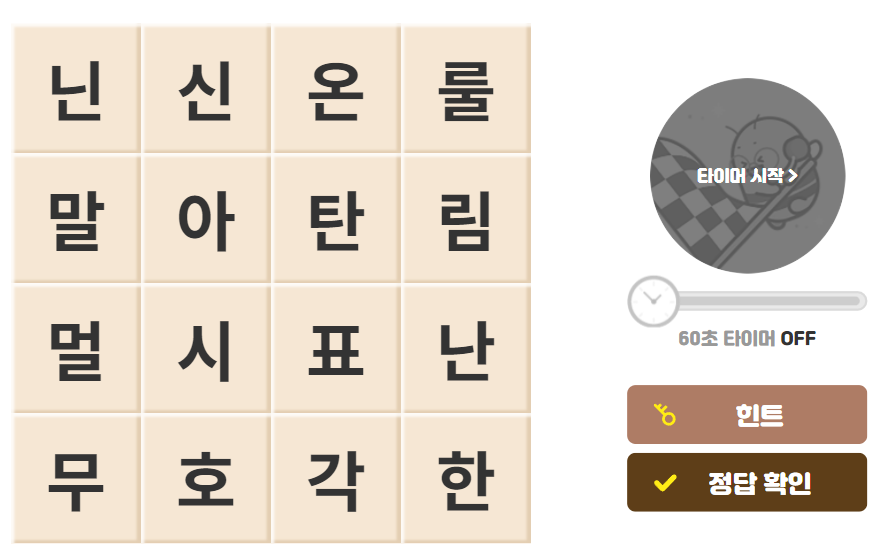 닌 신 온 룰
말 아 탄 림
멀 시 표 난
무 호 각 한
타이머 시작 >
60초 타이머 OFF
힌트
정답 확인